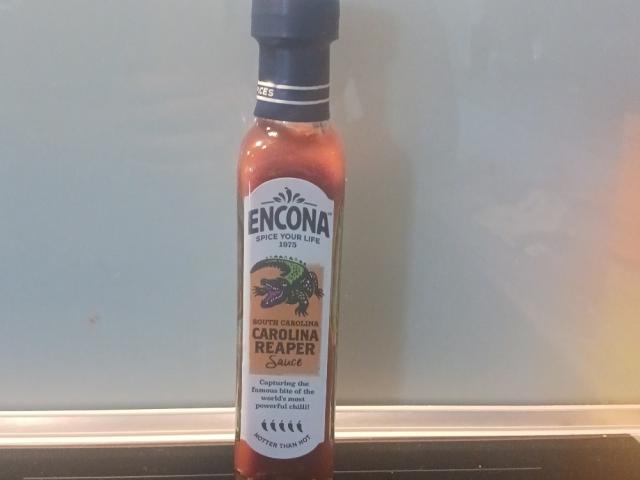 CES
ENCONA
SPICE YOUR LIFE
1975
SOUTH CAROLINA
CAROLINA
REAPER
Sauce
Capturing the
famous bite of the
world's most
powerful chilli!
HOTTER THAN HOT